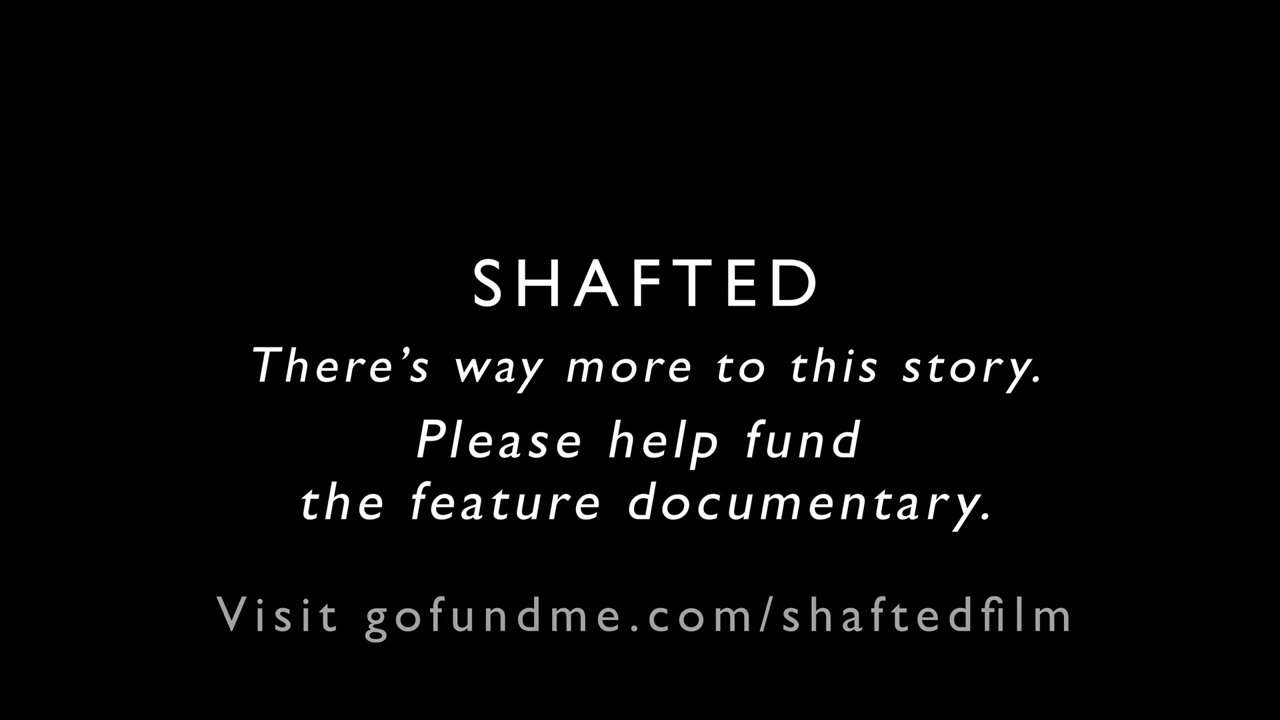 SHAFTED
There’s way more to this story.
Please help fund
the feature documentary.
Visit gofundme.com/shaftedfilm